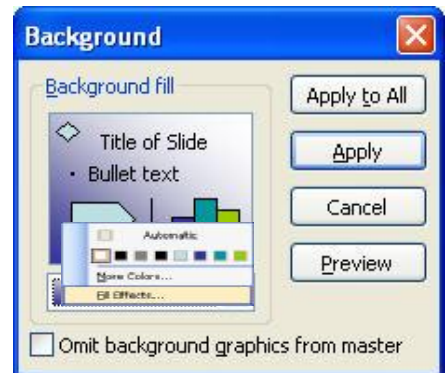 Background
Background fill
Title of Slide
• Bullet text
Automatic
More Colors...
Fill Effects...
Apply to All
Apply
Cancel
Preview
Omit background graphics from master